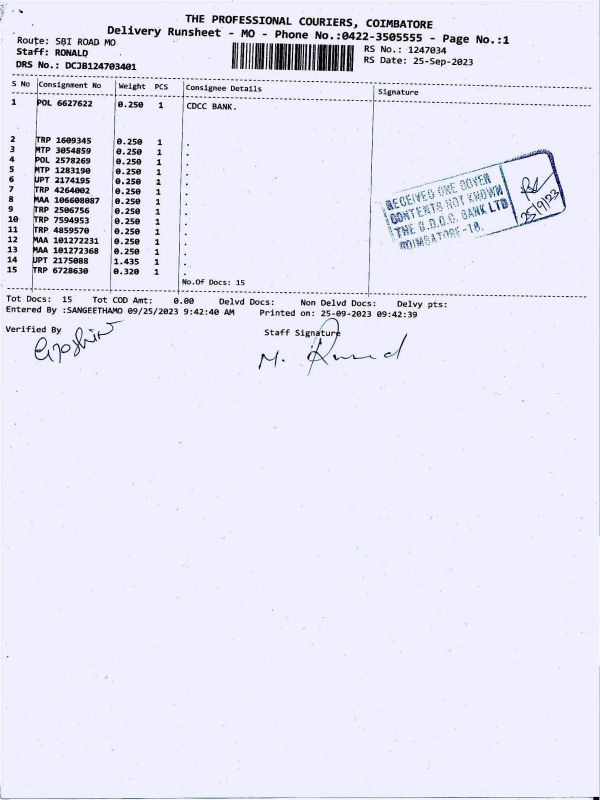 THE PROFESSIONAL COURIERS, COIMBATORE
Delivery Runsheet - MO - Phone No.:0422-3505555 - Page No.:1
Route: SBI ROAD MO
RS No.: 1247034
Staff: RONALD
RS Date: 25-Sep-2023
DRS No.: DCJB124703401
S No Consignment No Weight PCS Consignee Details Signature
1 POL 6627622 0.250 1 CDCC BANK.
2 TRP 1609345 0.250 1 .
3 MTP 3054859 0.250 1 .
4 POL 2578269 0.250 1 .
5 MTP 1283190 0.250 1 .
6 UPT 2174195 0.250 1 .
7 TRP 4264002 0.250 1 .
8 MAA 106608087 0.250 1 .
9 TRP 2506756 0.250 1 .
10 TRP 7594953 0.250 1 .
11 TRP 4859570 0.250 1 .
12 MAA 101272231 0.250 1 .
13 MAA 101272368 0.250 1 .
14 UPT 2175088 1.435 1 .
15 TRP 6728630 0.320 1 .
No.Of Docs: 15
RECEIVED ONE COVER
CONTENTS NOT KNOWN
THE C.D.C.C. BANK LTD
COIMBATORE-18.
25/9/23
Tot Docs: 15 Tot COD Amt: 0.00 Delvd Docs: Non Delvd Docs: Delvy pts:
Entered By :SANGEETHAMO 09/25/2023 9:42:40 AM Printed on: 25-09-2023 09:42:39
Verified By
Staff Signature
M.